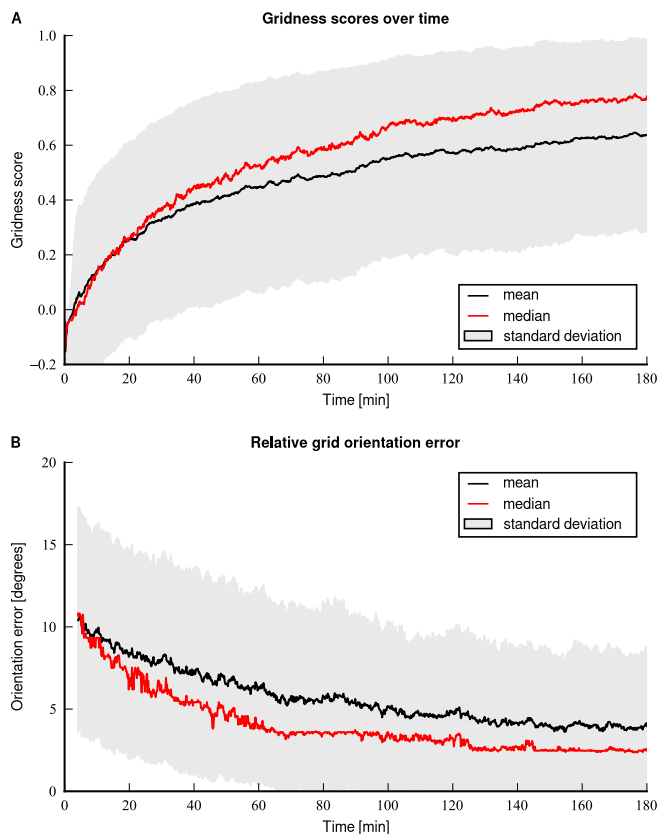 A
Gridness scores over time
1.0
0.8
0.6
0.4
0.2
0.0
–0.2
Gridness score
mean
median
standard deviation
0 20 40 60 80 100 120 140 160 180
Time [min]
B
Relative grid orientation error
20
15
10
5
0
Orientation error [degrees]
mean
median
standard deviation
0 20 40 60 80 100 120 140 160 180
Time [min]